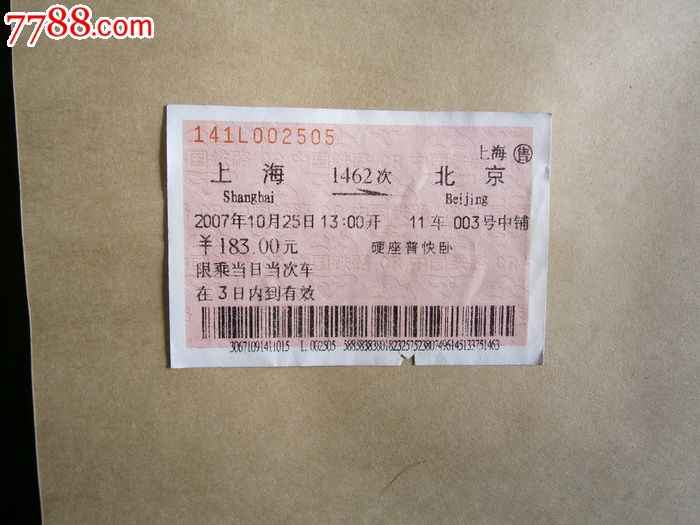 7788.com
141L002505
上海 售
上海 1462次 北京
Shanghai Beijing
2007年10月25日13:00开 11车 003号中铺
￥183.00元 硬座普快卧
限乘当日当次车
在3日内到有效
3067109141 1015 L 002505